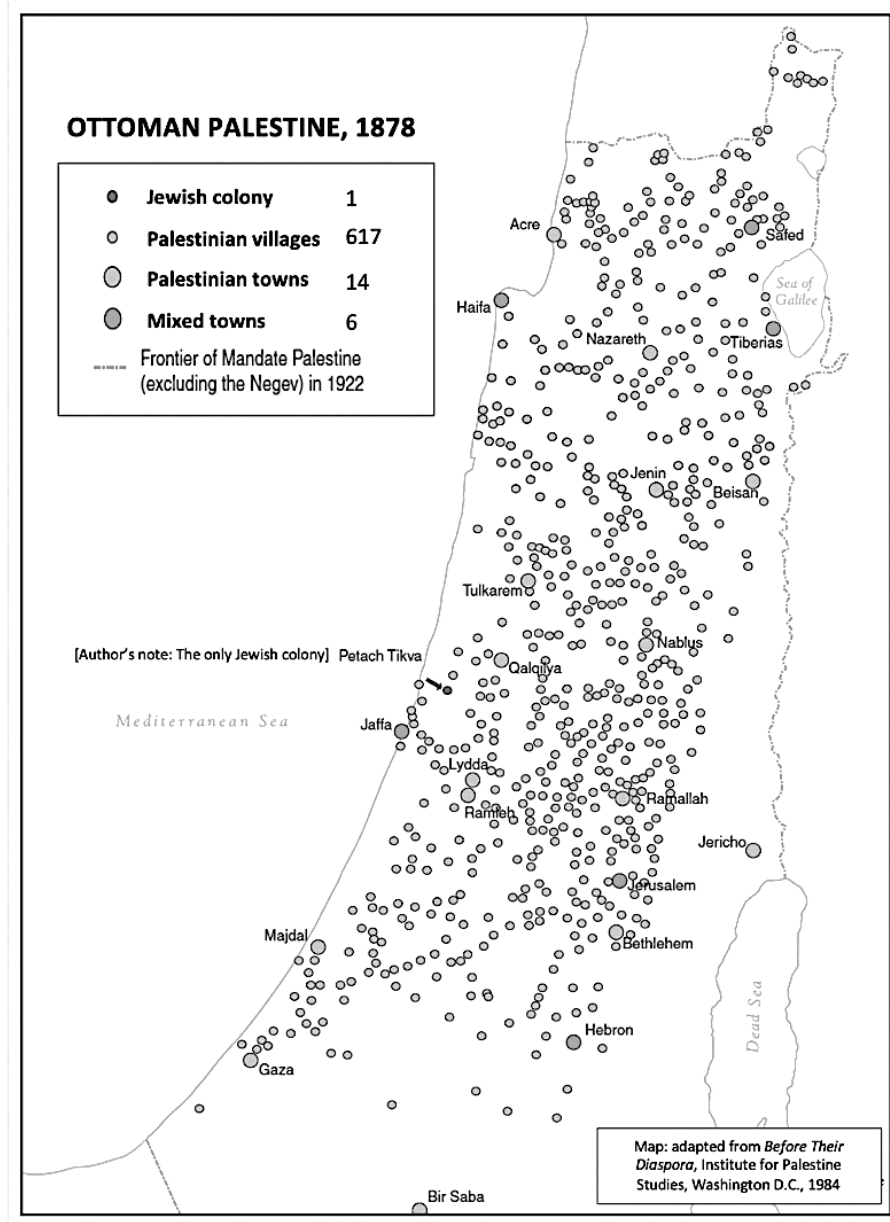 OTTOMAN PALESTINE, 1878
Jewish colony 1
Palestinian villages 617
Palestinian towns 14
Mixed towns 6
Frontier of Mandate Palestine
(excluding the Negev) in 1922
Acre
Safed
Haifa
Sea of
Galilee
Nazareth
Tiberias
Jenin
Beisan
Tulkarem
Nablus
[Author's note: The only Jewish colony] Petach Tikva
Qalqilya
Mediterranean Sea
Jaffa
Lydda
Ramleh
Ramallah
Jericho
Jerusalem
Majdal
Bethlehem
Dead Sea
Hebron
Gaza
Map: adapted from Before Their
Diaspora, Institute for Palestine
Studies, Washington D.C., 1984
Bir Saba